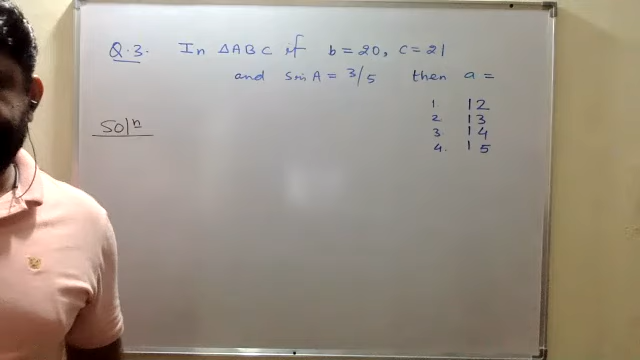 Q.3. In △ABC if b = 20, c = 21
and sin A = 3/5 then a =
1. 12
2. 13
3. 14
4. 15
Solⁿ